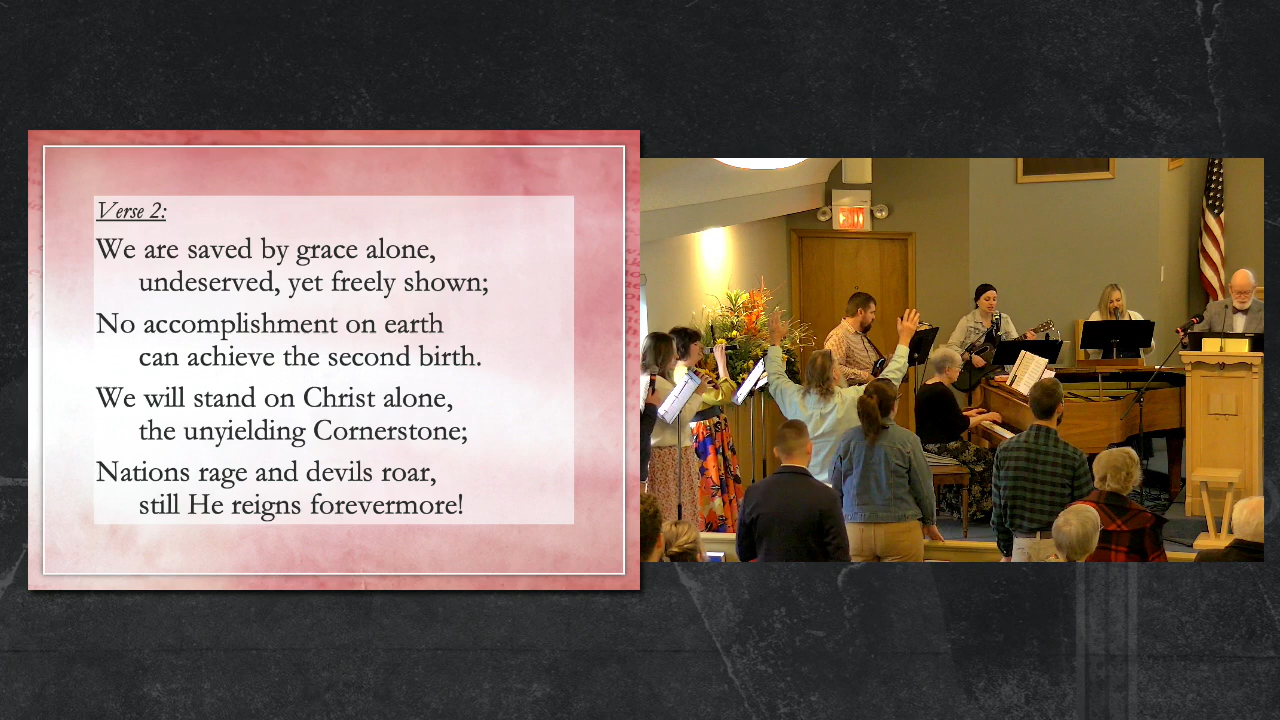 Verse 2:
We are saved by grace alone,
undeserved, yet freely shown;
No accomplishment on earth
can achieve the second birth.
We will stand on Christ alone,
the unyielding Cornerstone;
Nations rage and devils roar,
still He reigns forevermore!
EXIT